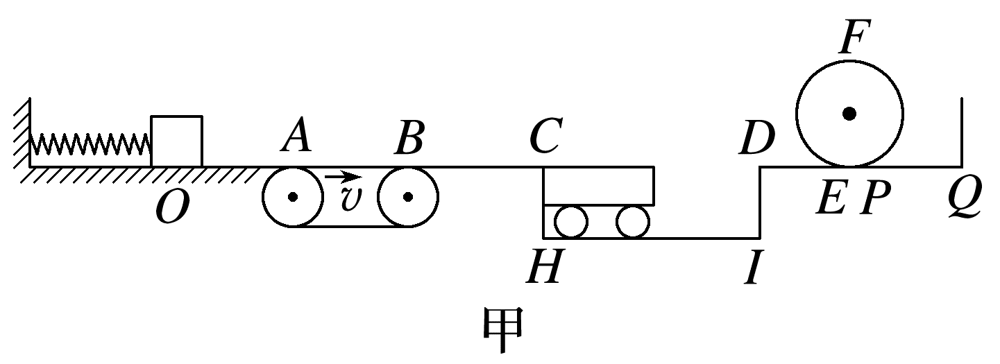 F
A B C D
O v E P Q
H I
甲